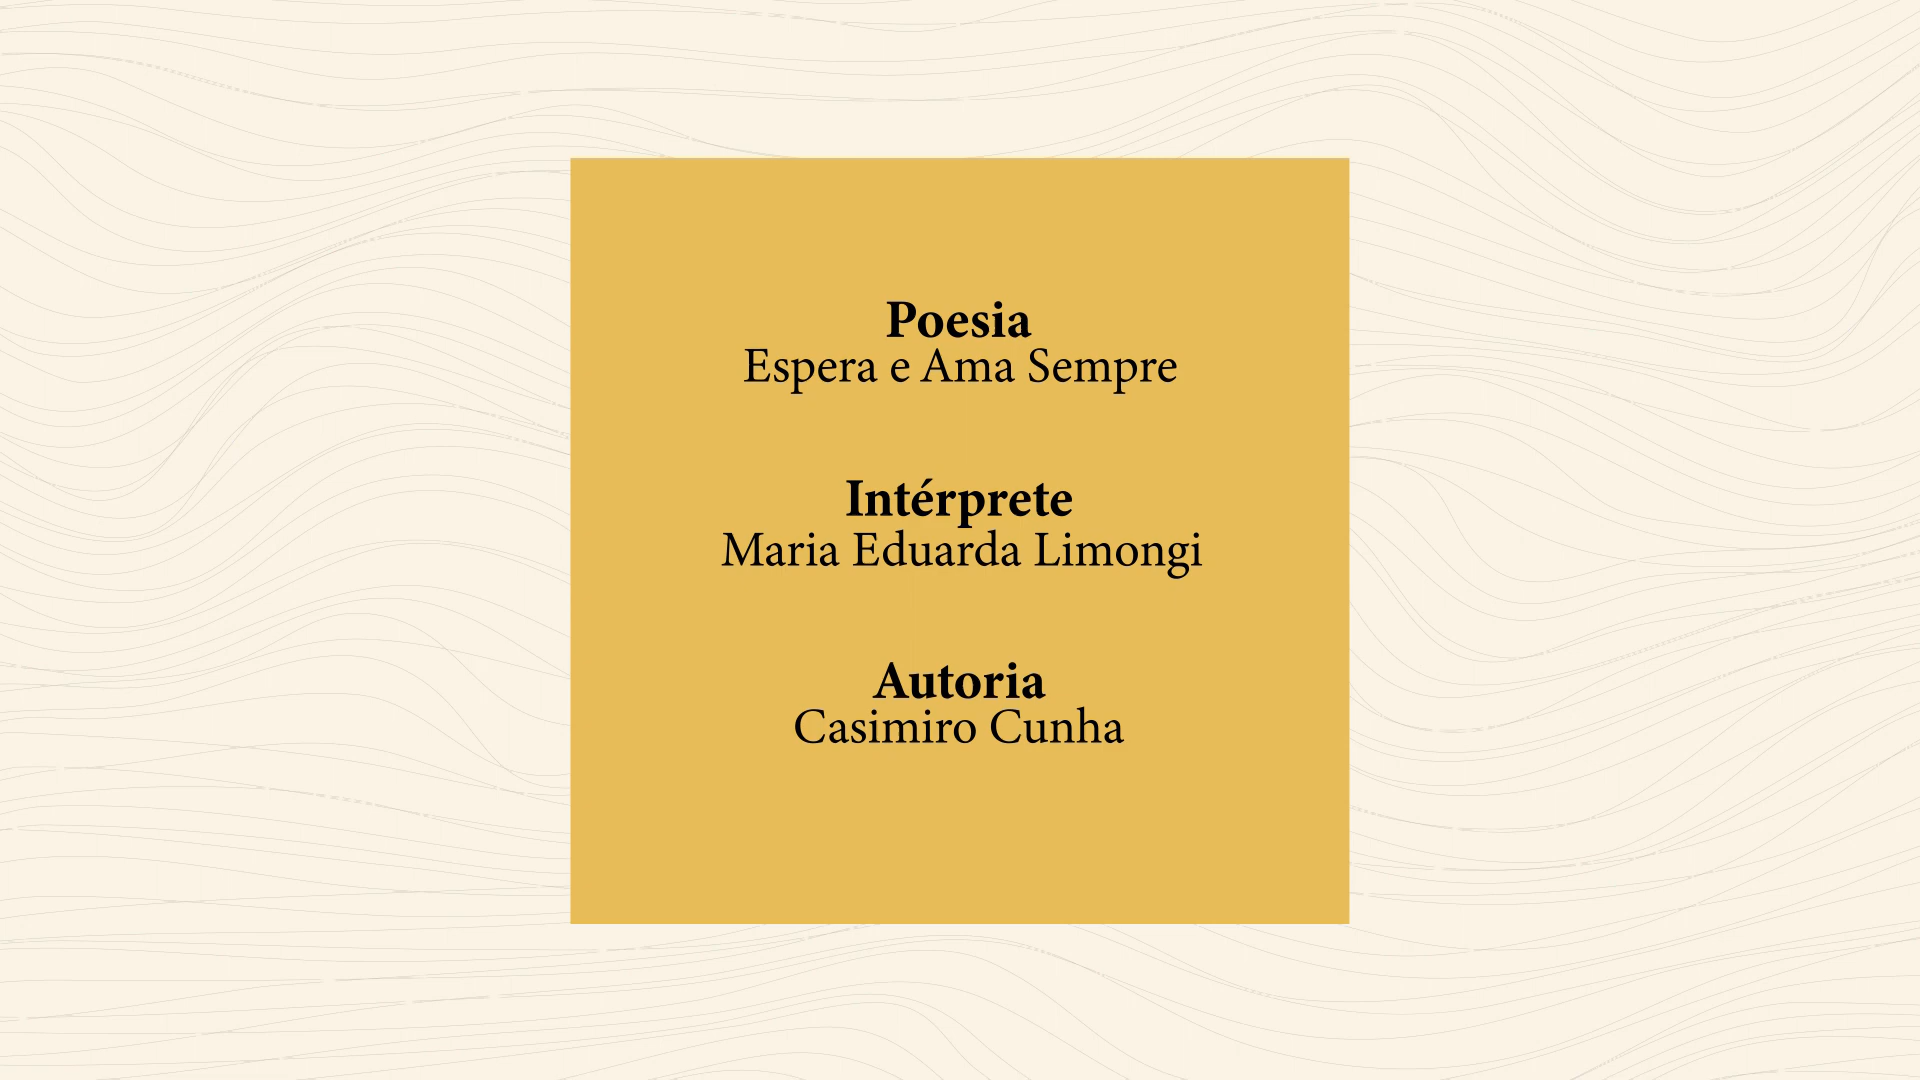 Poesia
Espera e Ama Sempre
Intérprete
Maria Eduarda Limongi
Autoria
Casimiro Cunha